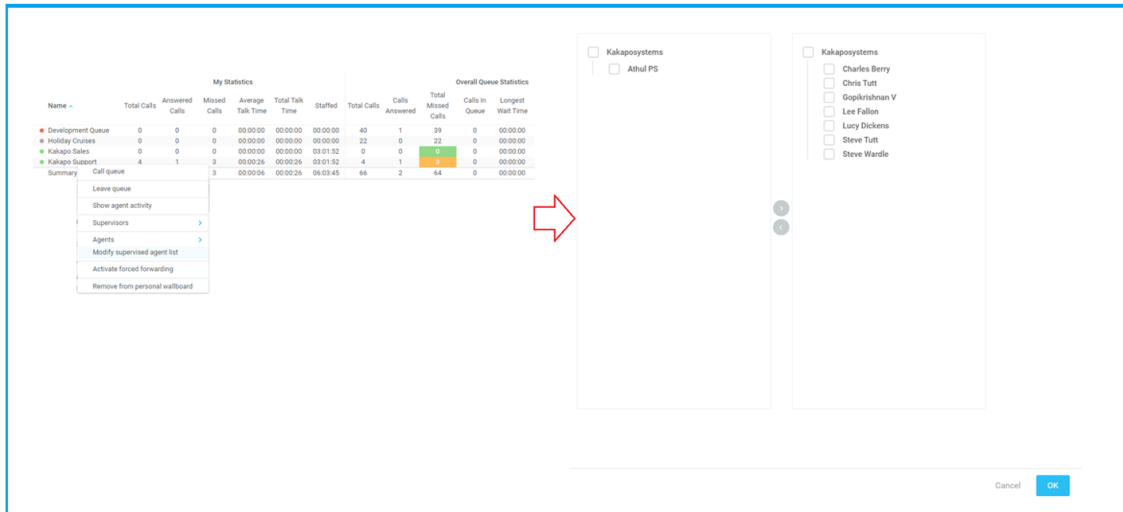 My Statistics Overall Queue Statistics
Name Total Calls Answered Calls Missed Calls Average Talk Time Total Talk Time Staffed Total Calls Calls Answered Total Missed Calls Calls In Queue Longest Wait Time
Development Queue 0 0 0 00:00:00 00:00:00 00:00:00 40 1 39 0 00:00:00
Holiday Cruises 0 0 0 00:00:00 00:00:00 00:00:00 22 0 22 0 00:00:00
Kakapo Sales 0 0 0 00:00:00 00:00:00 03:01:52 0 0 0 0 00:00:00
Kakapo Support 4 1 3 00:00:26 00:00:26 03:01:52 4 1 3 0 00:00:00
Summary 3 00:00:06 00:00:26 06:03:45 66 2 64 0 00:00:00
Call queue
Leave queue
Show agent activity
Supervisors
Agents
Modify supervised agent list
Activate forced forwarding
Remove from personal wallboard
Kakaposystems
Athul PS
Kakaposystems
Charles Berry
Chris Tutt
Gopikrishnan V
Lee Fallon
Lucy Dickens
Steve Tutt
Steve Wardle
Cancel OK